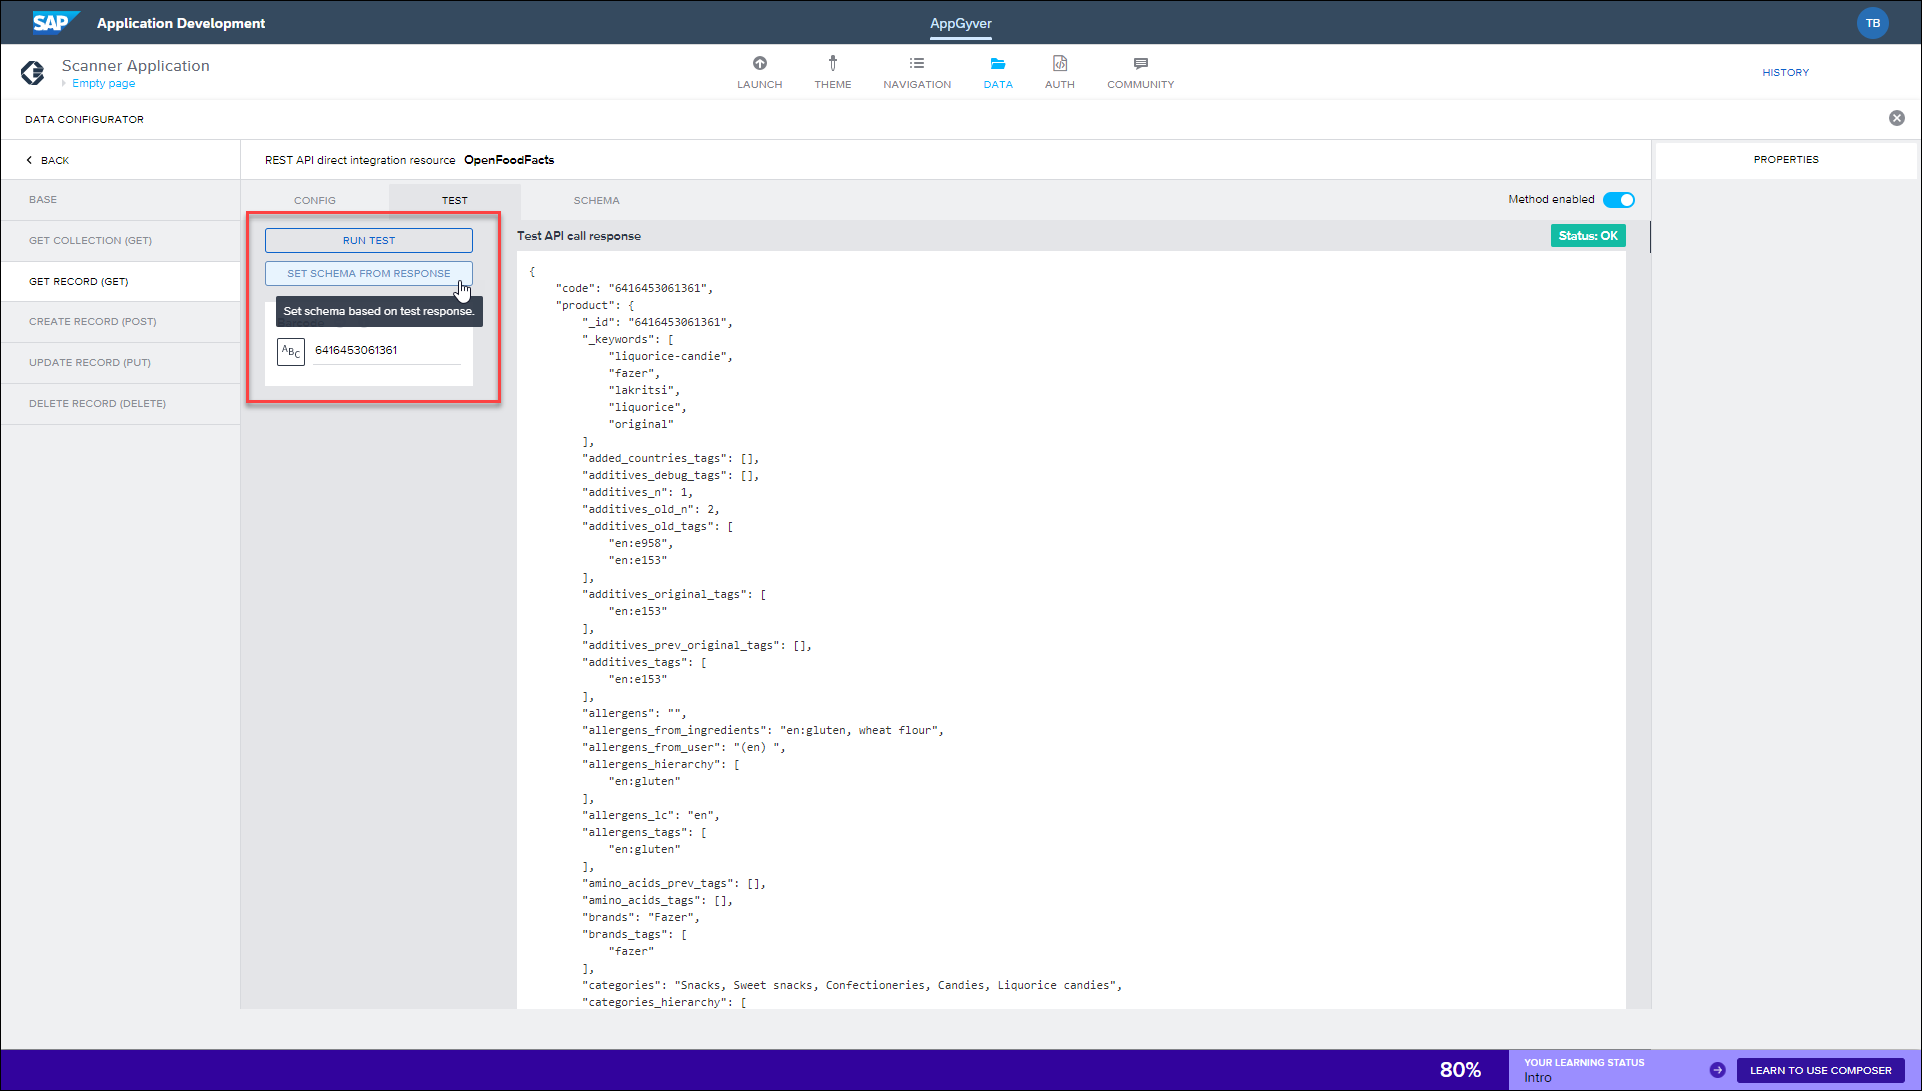 SAP Application Development
AppGyver
TB
Scanner Application
Empty page
LAUNCH
THEME
NAVIGATION
DATA
AUTH
COMMUNITY
HISTORY
DATA CONFIGURATOR
BACK
REST API direct integration resource OpenFoodFacts
PROPERTIES
BASE
GET COLLECTION (GET)
GET RECORD (GET)
CREATE RECORD (POST)
UPDATE RECORD (PUT)
DELETE RECORD (DELETE)
CONFIG
TEST
SCHEMA
Method enabled
RUN TEST
SET SCHEMA FROM RESPONSE
Set schema based on test response.
ABC 6416453061361
Test API call response
Status: OK
{
"code": "6416453061361",
"product": {
"_id": "6416453061361",
"_keywords": [
"liquorice-candie",
"fazer",
"lakritsi",
"liquorice",
"original"
],
"added_countries_tags": [],
"additives_debug_tags": [],
"additives_n": 1,
"additives_old_n": 2,
"additives_old_tags": [
"en:e958",
"en:e153"
],
"additives_original_tags": [
"en:e153"
],
"additives_prev_original_tags": [],
"additives_tags": [
"en:e153"
],
"allergens": "",
"allergens_from_ingredients": "en:gluten, wheat flour",
"allergens_from_user": "(en) ",
"allergens_hierarchy": [
"en:gluten"
],
"allergens_lc": "en",
"allergens_tags": [
"en:gluten"
],
"amino_acids_prev_tags": [],
"amino_acids_tags": [],
"brands": "Fazer",
"brands_tags": [
"fazer"
],
"categories": "Snacks, Sweet snacks, Confectioneries, Candies, Liquorice candies",
"categories_hierarchy": [
80%
YOUR LEARNING STATUS
Intro
LEARN TO USE COMPOSER